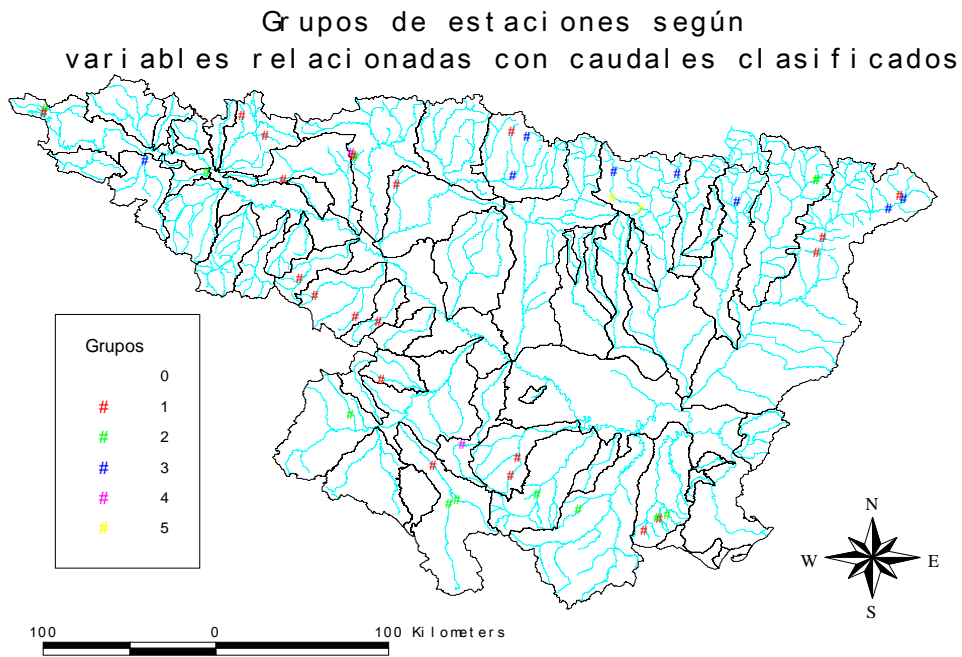 Grupos de estaciones según
variables relacionadas con caudales clasificados
Grupos
0
# 1
# 2
# 3
# 4
# 5
N
W E
S
100 0 100 Kilometers